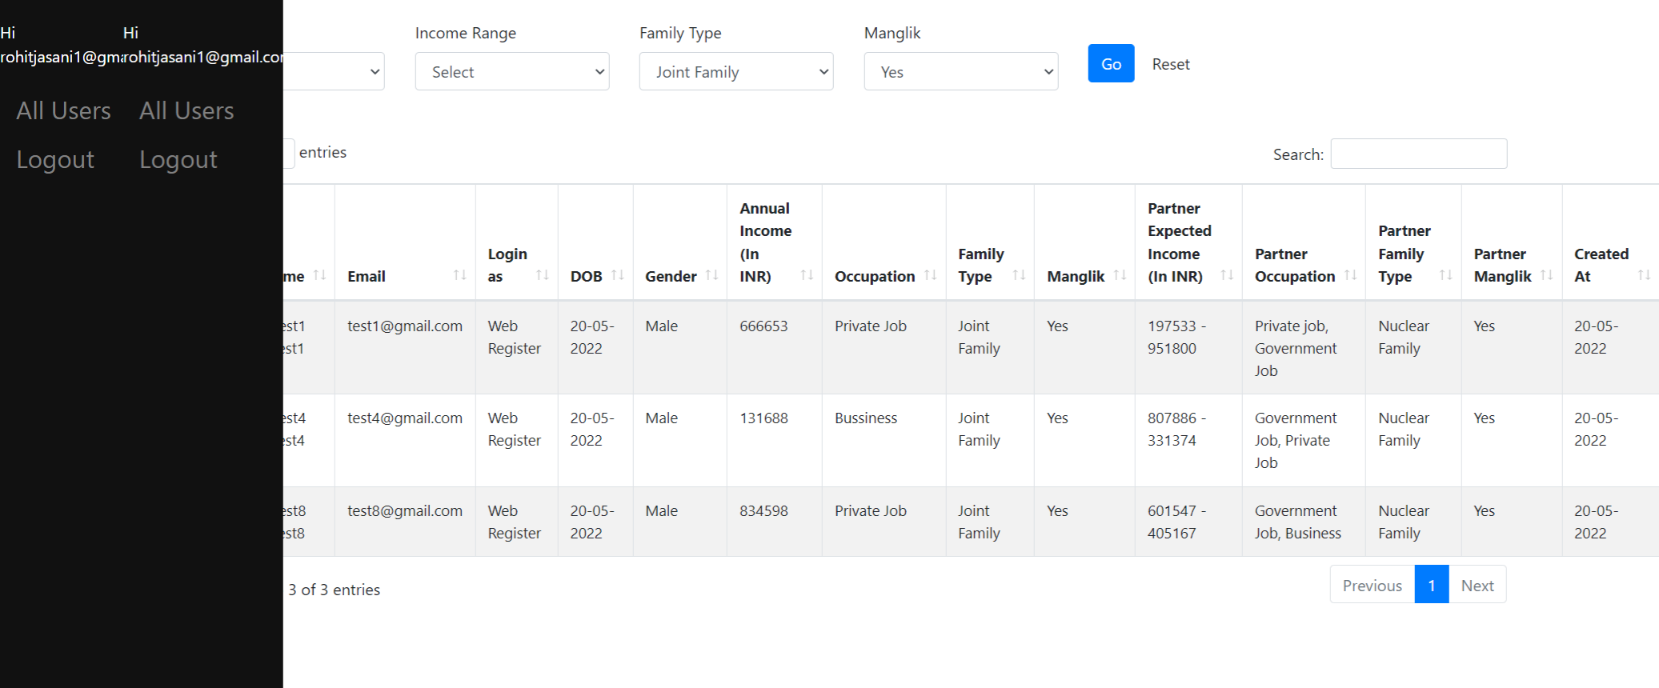 Hi Hi
rohitjasani1@gm rohitjasani1@gmail.com
All Users All Users
Logout Logout
Income Range Family Type Manglik
Select Joint Family Yes Go Reset
entries Search:
me Email Login as DOB Gender Annual Income (In INR) Occupation Family Type Manglik Partner Expected Income (In INR) Partner Occupation Partner Family Type Partner Manglik Created At
est1 est1 test1@gmail.com Web Register 20-05-2022 Male 666653 Private Job Joint Family Yes 197533 - 951800 Private job, Government Job Nuclear Family Yes 20-05-2022
est4 est4 test4@gmail.com Web Register 20-05-2022 Male 131688 Bussiness Joint Family Yes 807886 - 331374 Government Job, Private Job Nuclear Family Yes 20-05-2022
est8 est8 test8@gmail.com Web Register 20-05-2022 Male 834598 Private Job Joint Family Yes 601547 - 405167 Government Job, Business Nuclear Family Yes 20-05-2022
3 of 3 entries Previous 1 Next